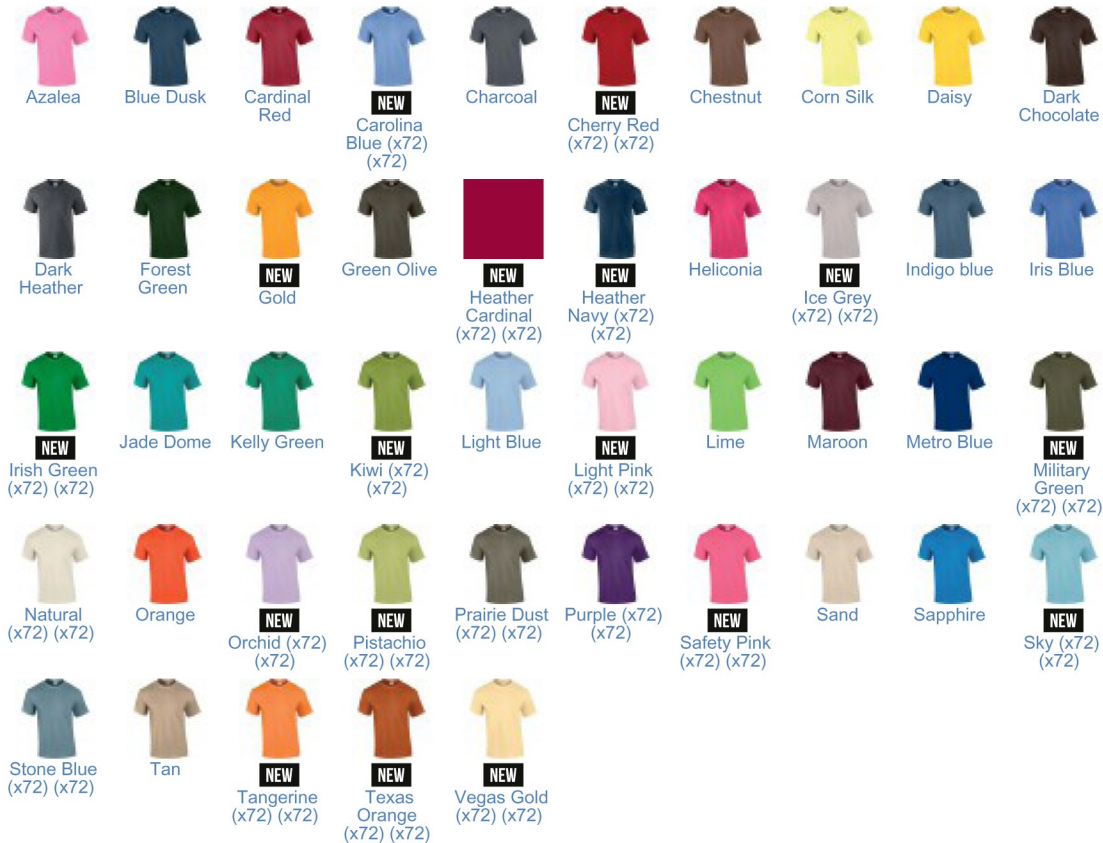 Azalea
Blue Dusk
Cardinal
Red
NEW
Carolina
Blue (x72)
(x72)
Charcoal
NEW
Cherry Red
(x72) (x72)
Chestnut
Corn Silk
Daisy
Dark
Chocolate
Dark
Heather
Forest
Green
NEW
Gold
Green Olive
NEW
Heather
Cardinal
(x72) (x72)
NEW
Heather
Navy (x72)
(x72)
Heliconia
NEW
Ice Grey
(x72) (x72)
Indigo blue
Iris Blue
NEW
Irish Green
(x72) (x72)
Jade Dome
Kelly Green
NEW
Kiwi (x72)
(x72)
Light Blue
NEW
Light Pink
(x72) (x72)
Lime
Maroon
Metro Blue
NEW
Military
Green
(x72) (x72)
Natural
(x72) (x72)
Orange
NEW
Orchid (x72)
(x72)
NEW
Pistachio
(x72) (x72)
Prairie Dust
(x72) (x72)
Purple (x72)
(x72)
NEW
Safety Pink
(x72) (x72)
Sand
Sapphire
NEW
Sky (x72)
(x72)
Stone Blue
(x72) (x72)
Tan
NEW
Tangerine
(x72) (x72)
NEW
Texas
Orange
(x72) (x72)
NEW
Vegas Gold
(x72) (x72)